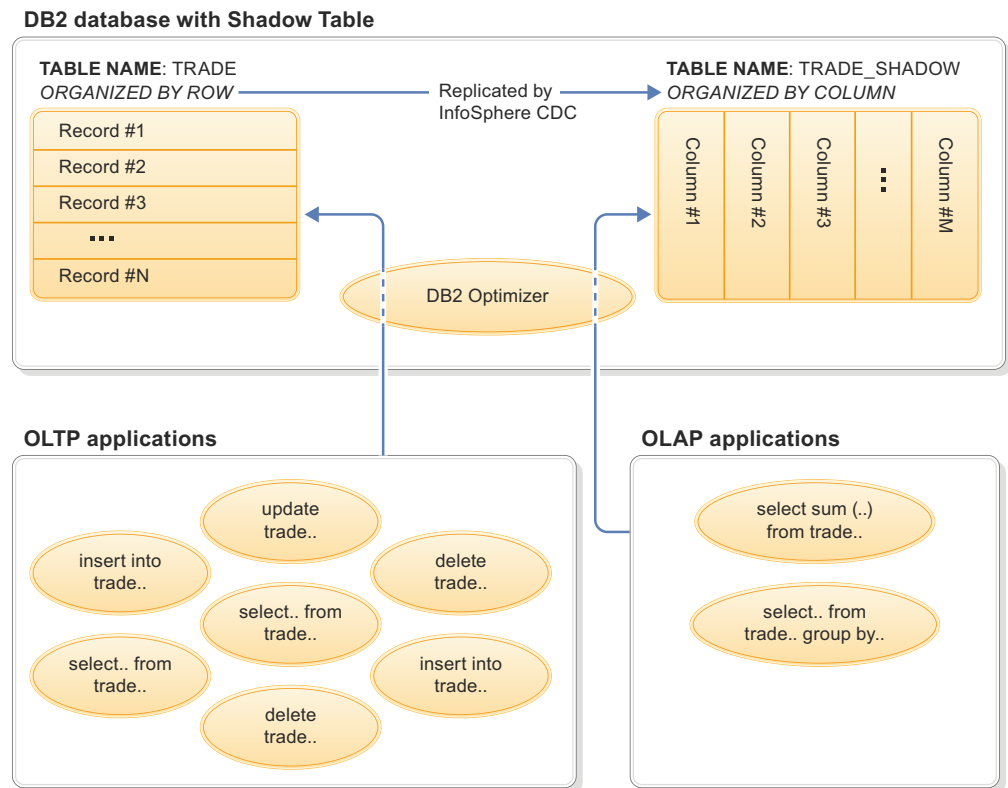 DB2 database with Shadow Table
TABLE NAME: TRADE
ORGANIZED BY ROW
Replicated by
InfoSphere CDC
TABLE NAME: TRADE_SHADOW
ORGANIZED BY COLUMN
Record #1
Record #2
Record #3
...
Record #N
Column #1
Column #2
Column #3
...
Column #M
DB2 Optimizer
OLTP applications
update
trade..
insert into
trade..
delete
trade..
select.. from
trade..
select.. from
trade..
insert into
trade..
delete
trade..
OLAP applications
select sum (..)
from trade..
select.. from
trade.. group by..